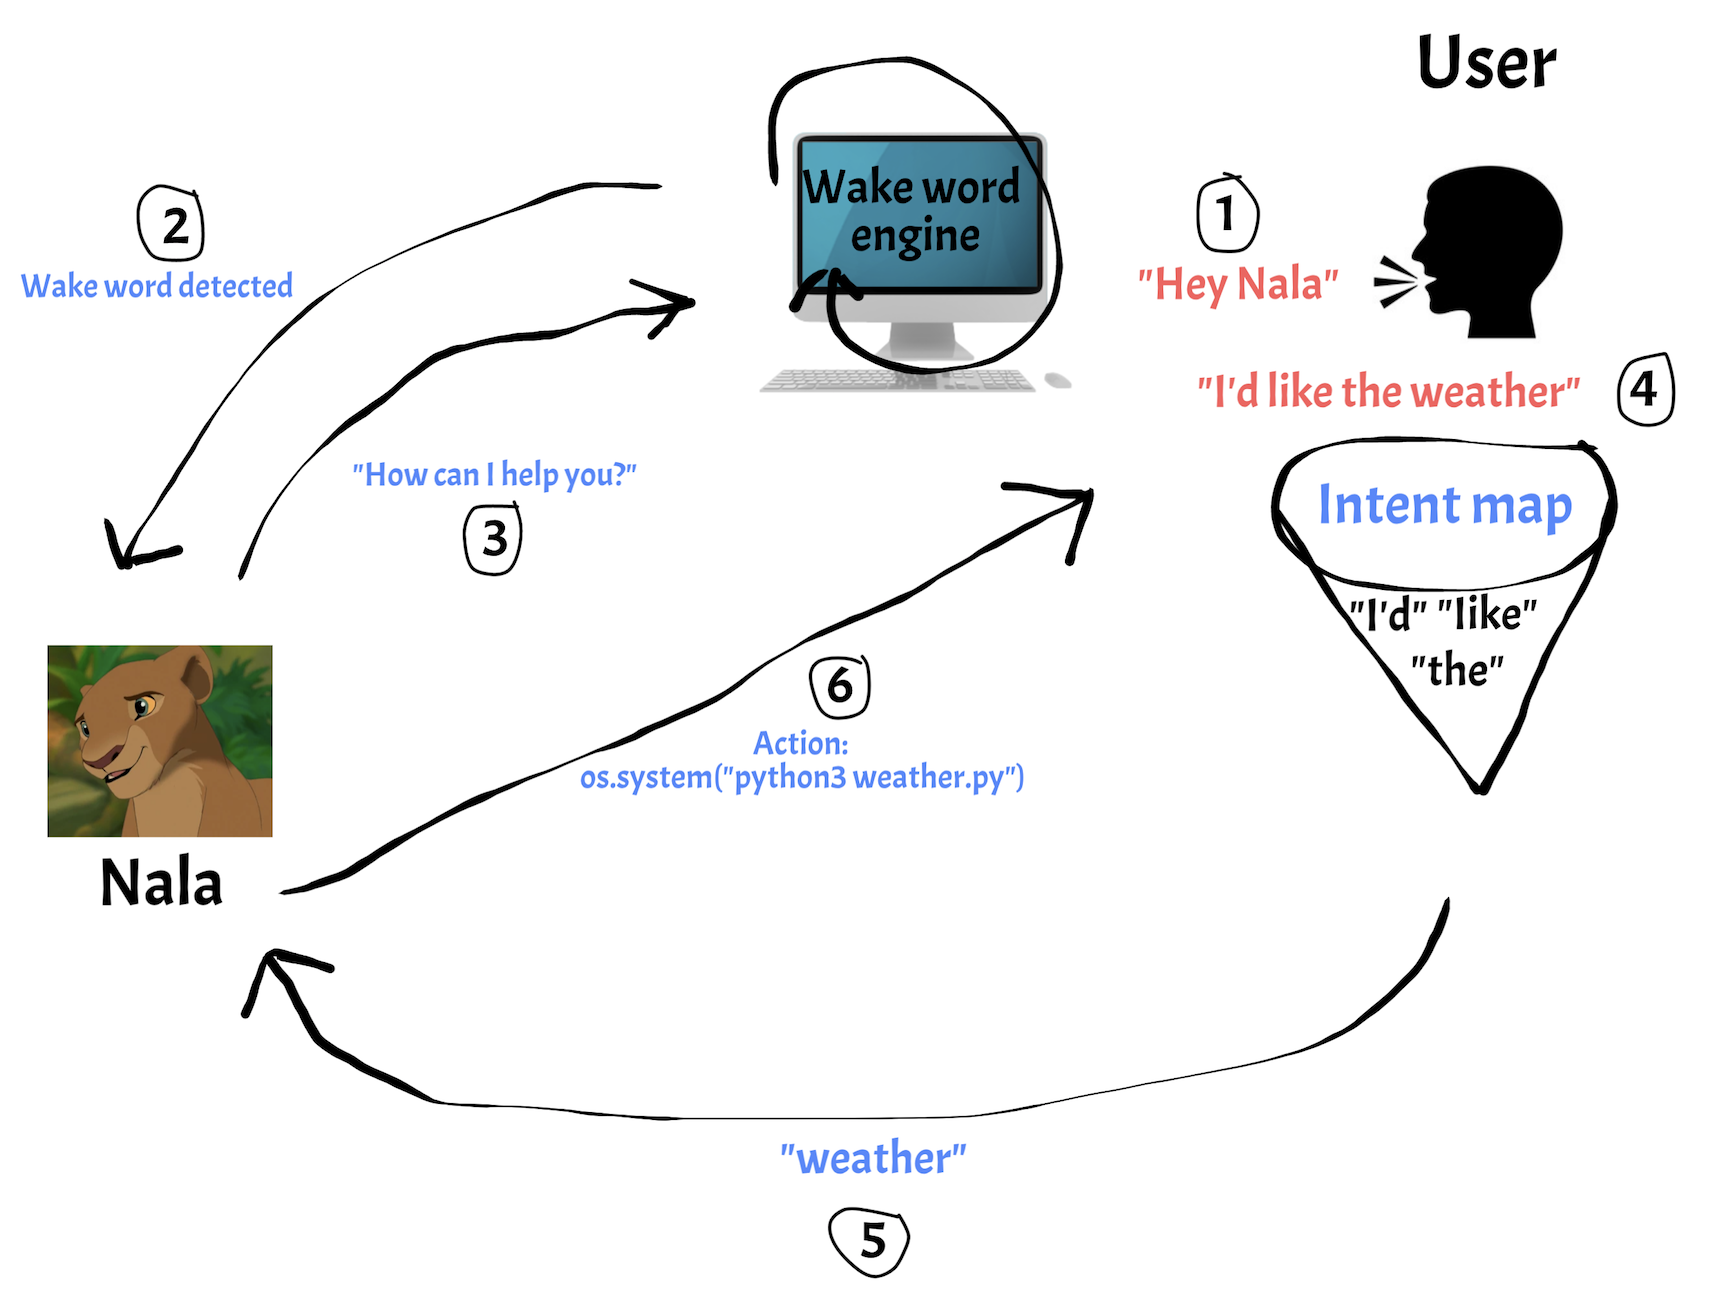 User
Wake word
engine
1
"Hey Nala"
2
Wake word detected
"I'd like the weather"
4
"How can I help you?"
3
Intent map
"I'd" "like"
"the"
6
Action:
os.system("python3 weather.py")
Nala
"weather"
5